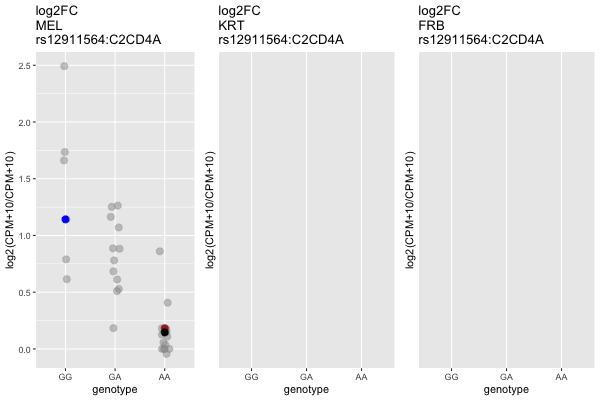 log2FC
MEL
rs12911564:C2CD4A
log2(CPM+10/CPM+10)
2.5
2.0
1.5
1.0
0.5
0.0
GG GA AA
genotype
log2FC
KRT
rs12911564:C2CD4A
log2(CPM+10/CPM+10)
GG GA AA
genotype
log2FC
FRB
rs12911564:C2CD4A
log2(CPM+10/CPM+10)
GG GA AA
genotype